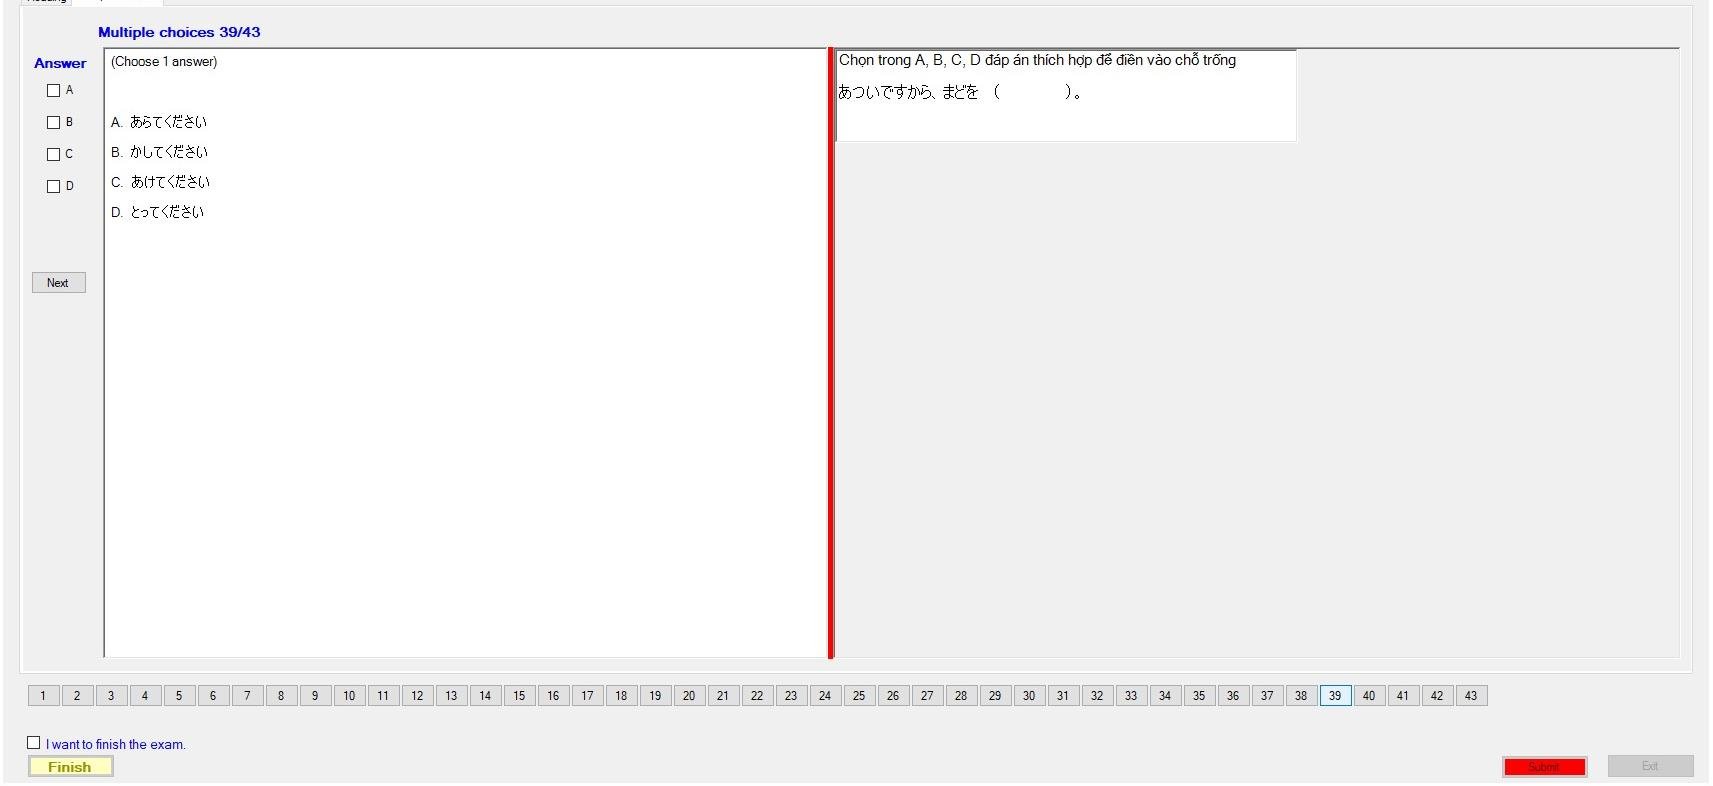 Multiple choices 39/43
Answer
A
B
C
D
Next
(Choose 1 answer)
A. あらてください
B. かしてください
C. あけてください
D. とってください
Chọn trong A, B, C, D đáp án thích hợp để điền vào chỗ trống
あついですから、まどを （　　　　）。
1 2 3 4 5 6 7 8 9 10 11 12 13 14 15 16 17 18 19 20 21 22 23 24 25 26 27 28 29 30 31 32 33 34 35 36 37 38 39 40 41 42 43
I want to finish the exam.
Finish
Submit
Exit